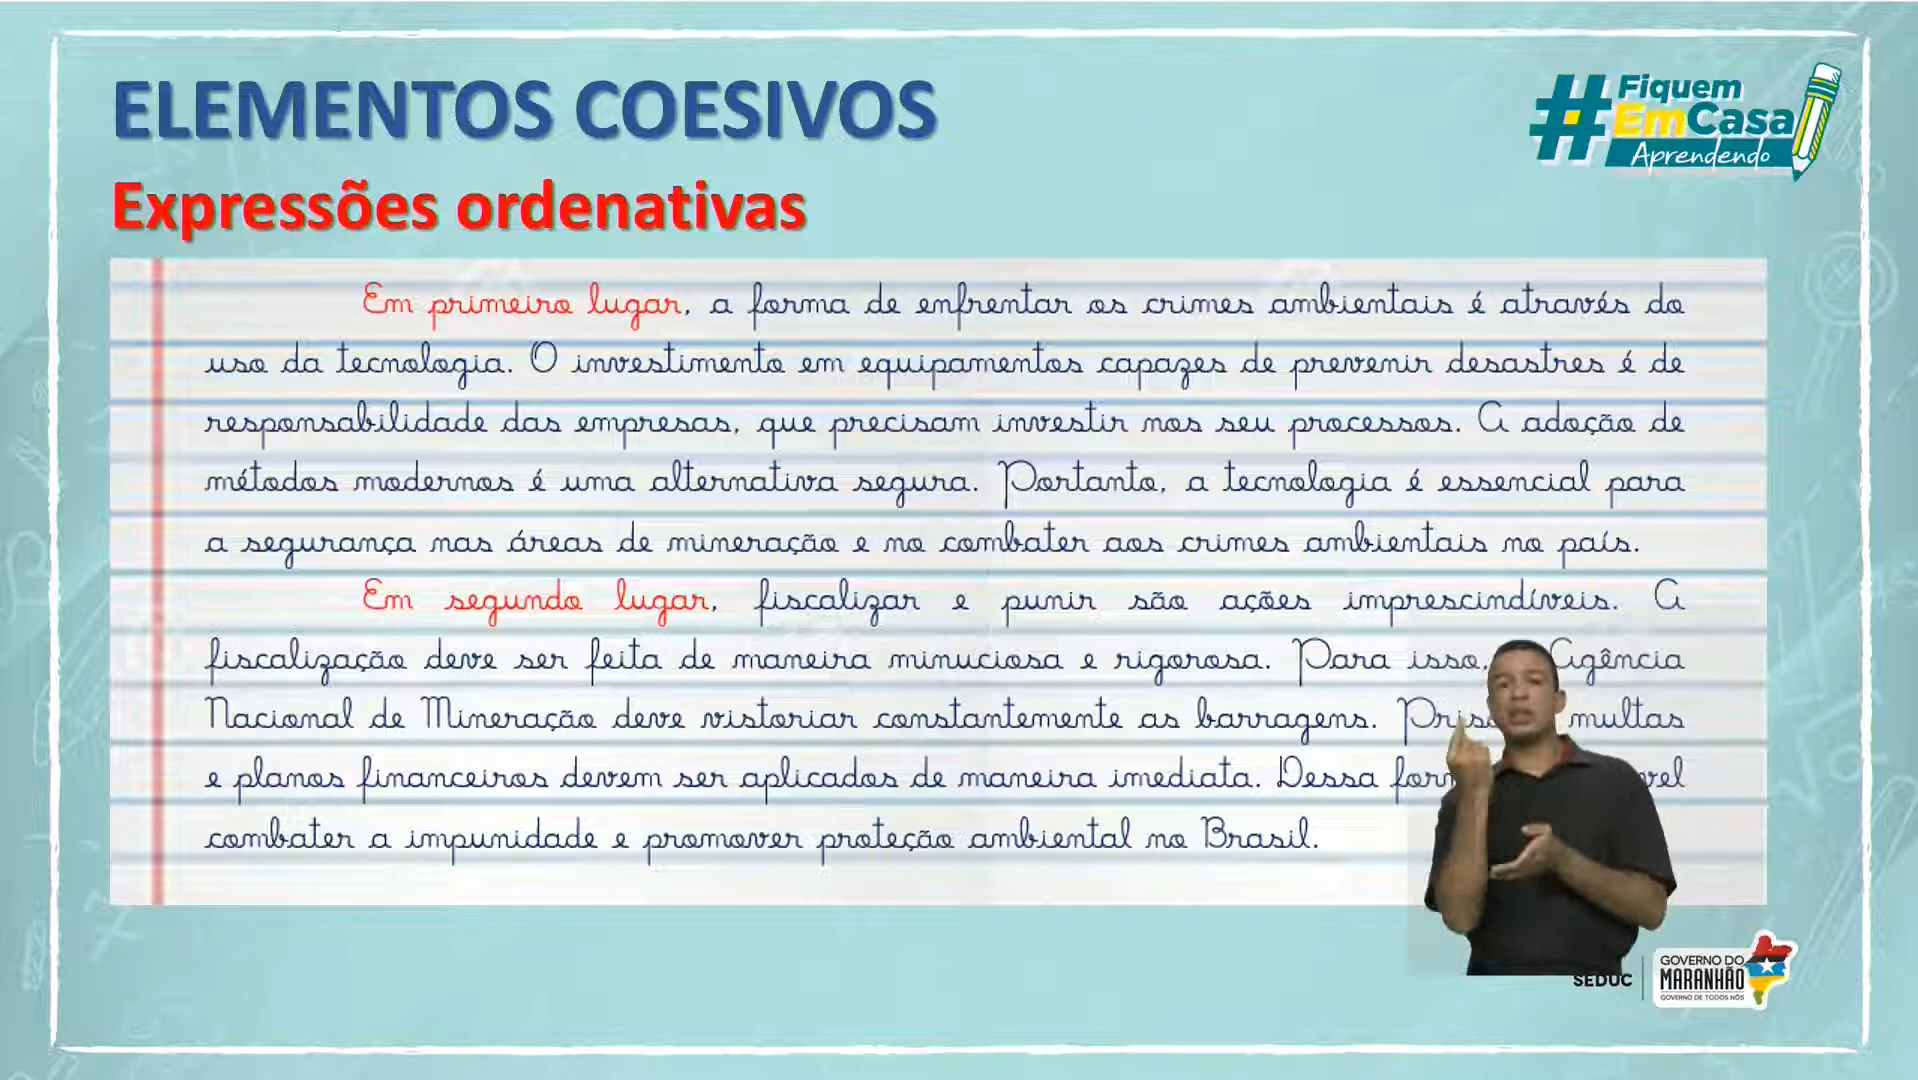 ELEMENTOS COESIVOS
Expressões ordenativas
#Fiquem
EmCasa
Aprendendo
Em primeiro lugar, a forma de enfrentar os crimes ambientais é através do
uso da tecnologia. O investimento em equipamentos capazes de prevenir desastres é de
responsabilidade das empresas, que precisam investir nos seu processos. A adoção de
métodos modernos é uma alternativa segura. Portanto, a tecnologia é essencial para
a segurança nas áreas de mineração e no combater aos crimes ambientais no país.
Em segundo lugar, fiscalizar e punir são ações imprescindíveis. A
fiscalização deve ser feita de maneira minuciosa e rigorosa. Para isso, Agência
Nacional de Mineração deve vistoriar constantemente as barragens. multas
e planos financeiros devem ser aplicados de maneira imediata. Dessa
combater a impunidade e promover proteção ambiental no Brasil.
SEDUC
GOVERNO DO
MARANHÃO
GOVERNO DE TODOS NÓS